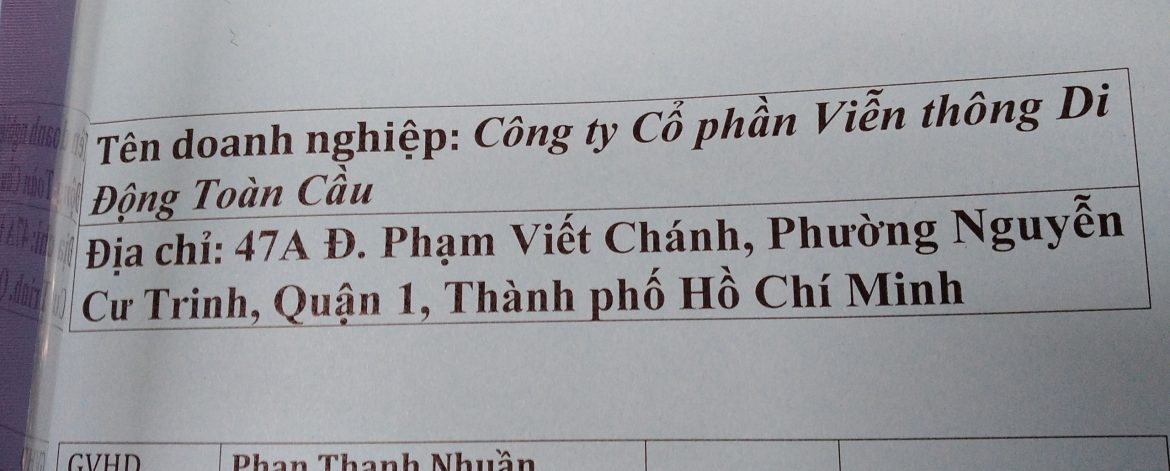 Tên doanh nghiệp: Công ty Cổ phần Viễn thông Di
Động Toàn Cầu
Địa chỉ: 47A Đ. Phạm Viết Chánh, Phường Nguyễn
Cư Trinh, Quận 1, Thành phố Hồ Chí Minh
GVHD Phan Thanh Nhuần